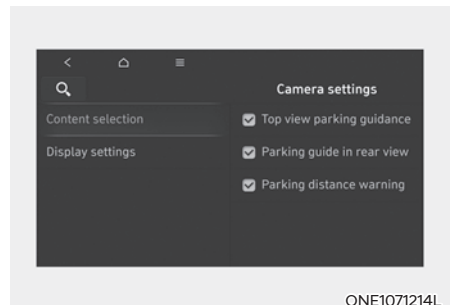 Camera settings
Content selection
Display settings
Top view parking guidance
Parking guide in rear view
Parking distance warning
ONE1071214L